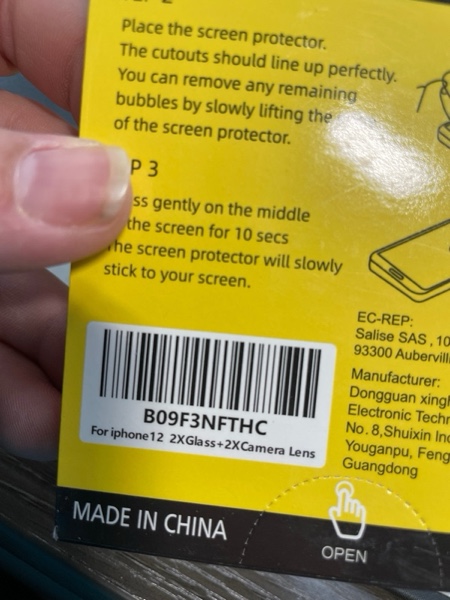 Place the screen protector.
The cutouts should line up perfectly.
You can remove any remaining
bubbles by slowly lifting the
of the screen protector.
P 3
ss gently on the middle
the screen for 10 secs
he screen protector will slowly
stick to your screen.
EC-REP:
Salise SAS , 10
93300 Aubervill
Manufacturer:
Dongguan xingh
Electronic Techn
No. 8,Shuixin Ind
Youganpu, Feng
Guangdong
B09F3NFTHC
For iphone12 2XGlass+2XCamera Lens
MADE IN CHINA
OPEN